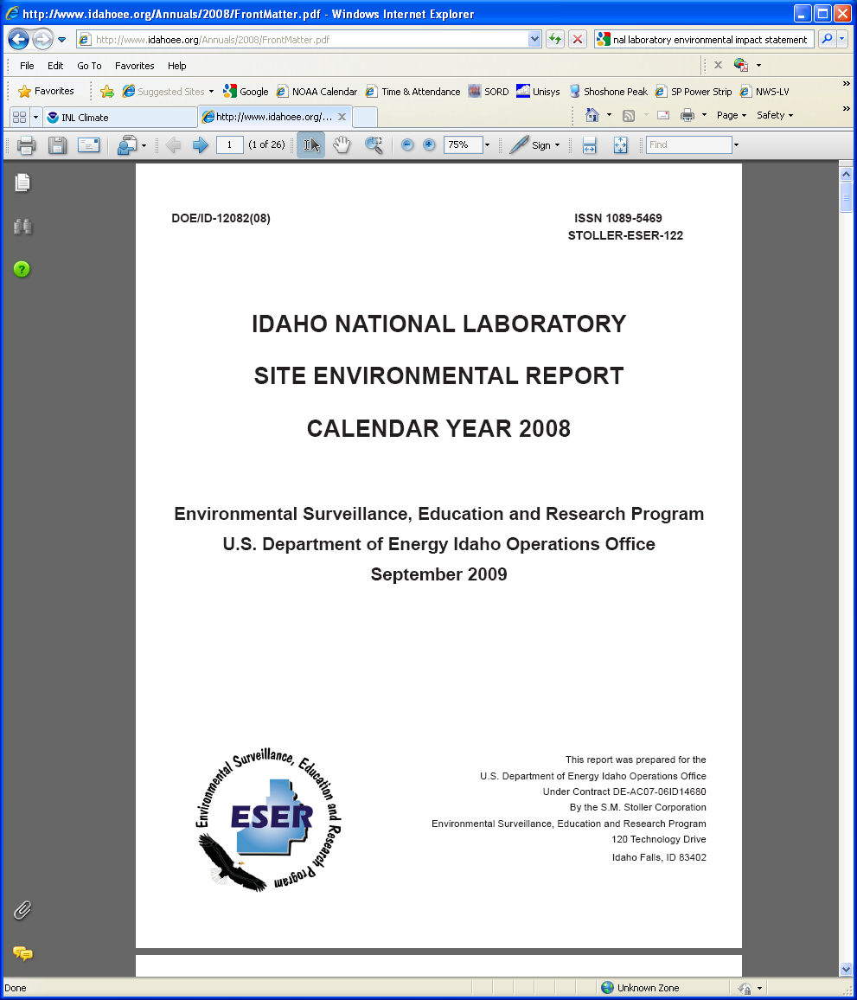 http://www.idahoee.org/Annuals/2008/FrontMatter.pdf - Windows Internet Explorer
http://www.idahoee.org/Annuals/2008/FrontMatter.pdf
nal laboratory environmental impact statement
File Edit Go To Favorites Help
Favorites Suggested Sites Google NOAA Calendar Time & Attendance SORD Unisys Shoshone Peak SP Power Strip NWS-LV
INL Climate http://www.idahoee.org/... Page Safety
1 (1 of 26) 75% Sign Find
DOE/ID-12082(08)
ISSN 1089-5469
STOLLER-ESER-122
IDAHO NATIONAL LABORATORY
SITE ENVIRONMENTAL REPORT
CALENDAR YEAR 2008
Environmental Surveillance, Education and Research Program
U.S. Department of Energy Idaho Operations Office
September 2009
Environmental Surveillance, Education and Research Program
ESER
This report was prepared for the
U.S. Department of Energy Idaho Operations Office
Under Contract DE-AC07-06ID14680
By the S.M. Stoller Corporation
Environmental Surveillance, Education and Research Program
120 Technology Drive
Idaho Falls, ID 83402
Done Unknown Zone